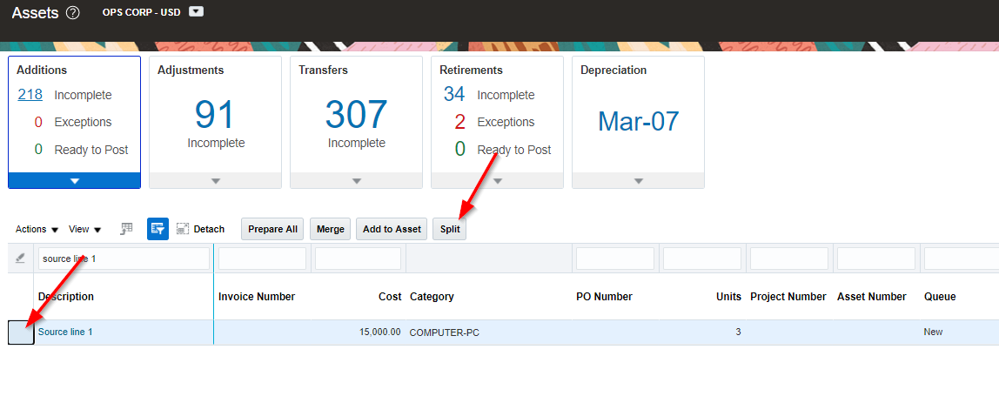 Assets ? OPS CORP - USD
Additions
218 Incomplete
0 Exceptions
0 Ready to Post
Adjustments
91
Incomplete
Transfers
307
Incomplete
Retirements
34 Incomplete
2 Exceptions
0 Ready to Post
Depreciation
Mar-07
Actions View Detach Prepare All Merge Add to Asset Split
source line 1
Description Invoice Number Cost Category PO Number Units Project Number Asset Number Queue
Source line 1 15,000.00 COMPUTER-PC 3 New